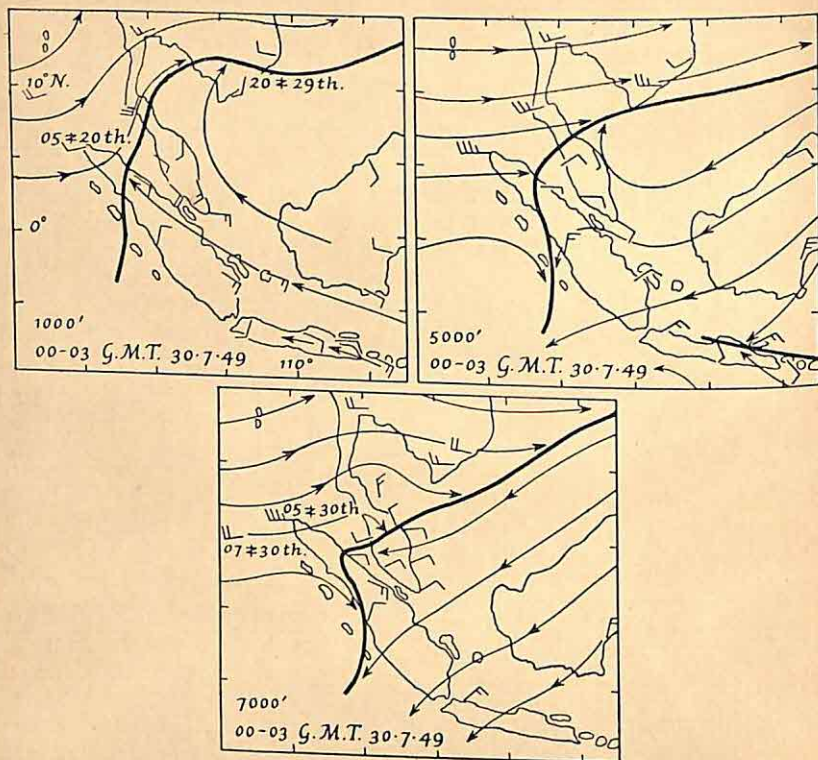 10°N.
20 ‡ 29th.
05 ‡ 20th.
0°
1000'
00-03 G.M.T. 30·7·49
110°
5000'
00-03 G.M.T. 30·7·49
05 ‡ 30th
07 ‡ 30th.
7000'
00-03 G.M.T. 30·7·49